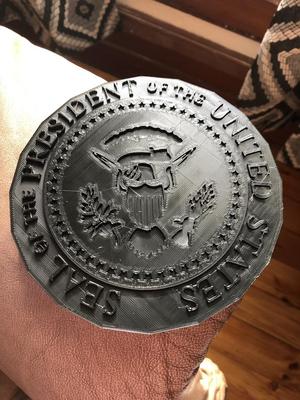 SEAL OF THE PRESIDENT OF THE UNITED STATES